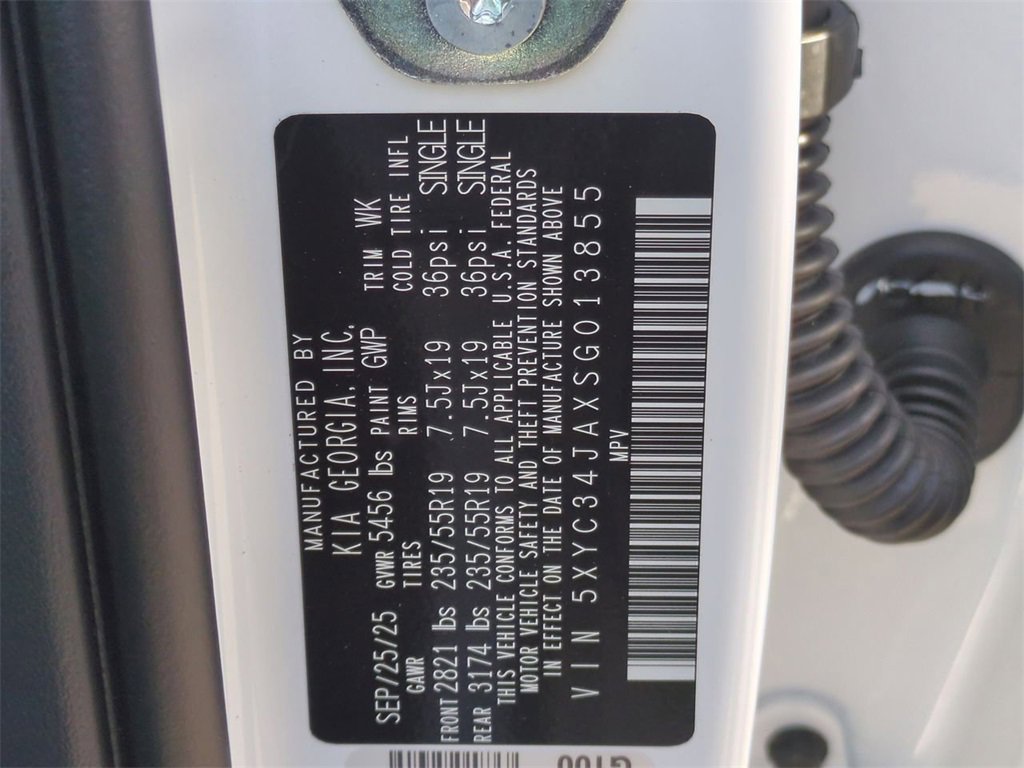 MANUFACTURED BY
KIA GEORGIA, INC.
SEP/25/25 GVWR 5456 lbs PAINT GWP TRIM WK
GAWR TIRES RIMS COLD TIRE INFL
FRONT 2821 lbs 235/55R19 7.5Jx19 36psi SINGLE
REAR 3174 lbs 235/55R19 7.5Jx19 36psi SINGLE
THIS VEHICLE CONFORMS TO ALL APPLICABLE U.S.A. FEDERAL
MOTOR VEHICLE SAFETY AND THEFT PREVENTION STANDARDS
IN EFFECT ON THE DATE OF MANUFACTURE SHOWN ABOVE
VIN 5XYC34JAXSG013855
MPV